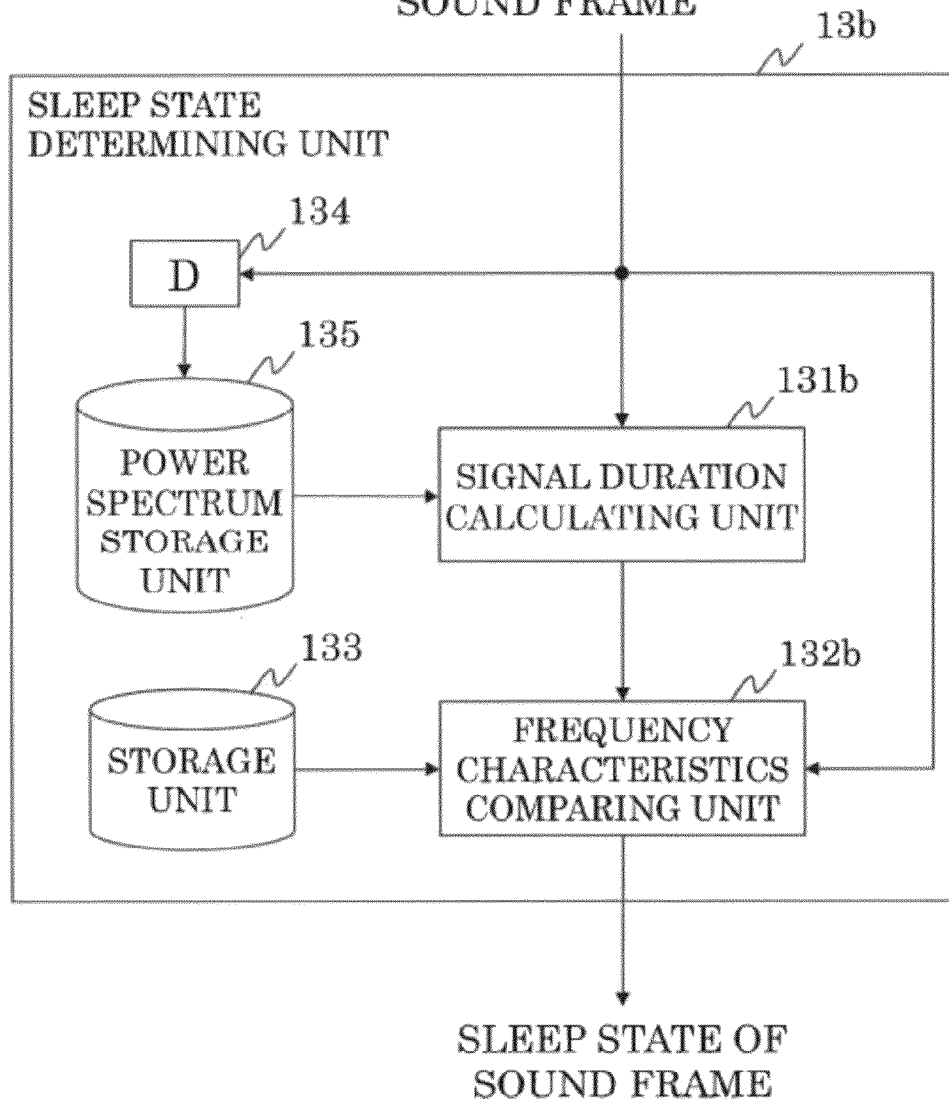 SOUND FRAME
13b
SLEEP STATE
DETERMINING UNIT
134
D
135
131b
POWER
SPECTRUM
STORAGE
UNIT
SIGNAL DURATION
CALCULATING UNIT
133
132b
STORAGE
UNIT
FREQUENCY
CHARACTERISTICS
COMPARING UNIT
SLEEP STATE OF
SOUND FRAME